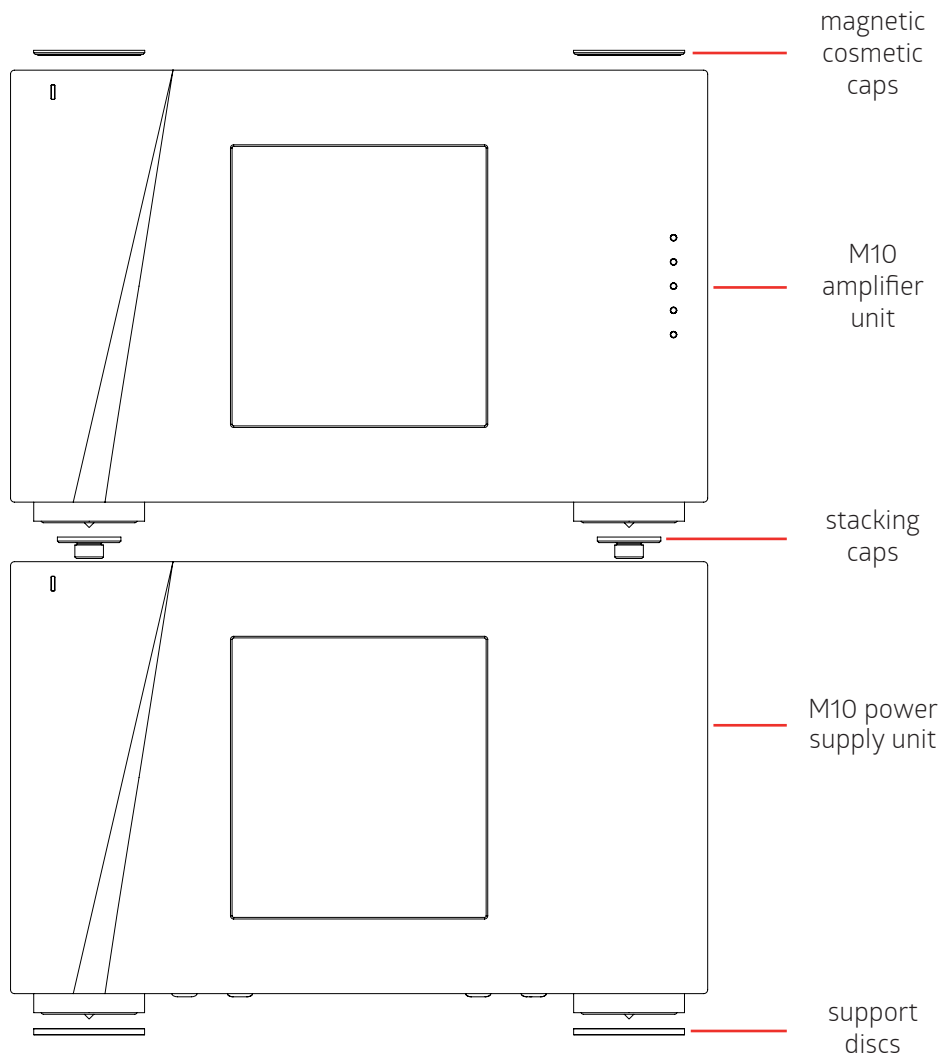 magnetic
cosmetic
caps
M10
amplifier
unit
stacking
caps
M10 power
supply unit
support
discs